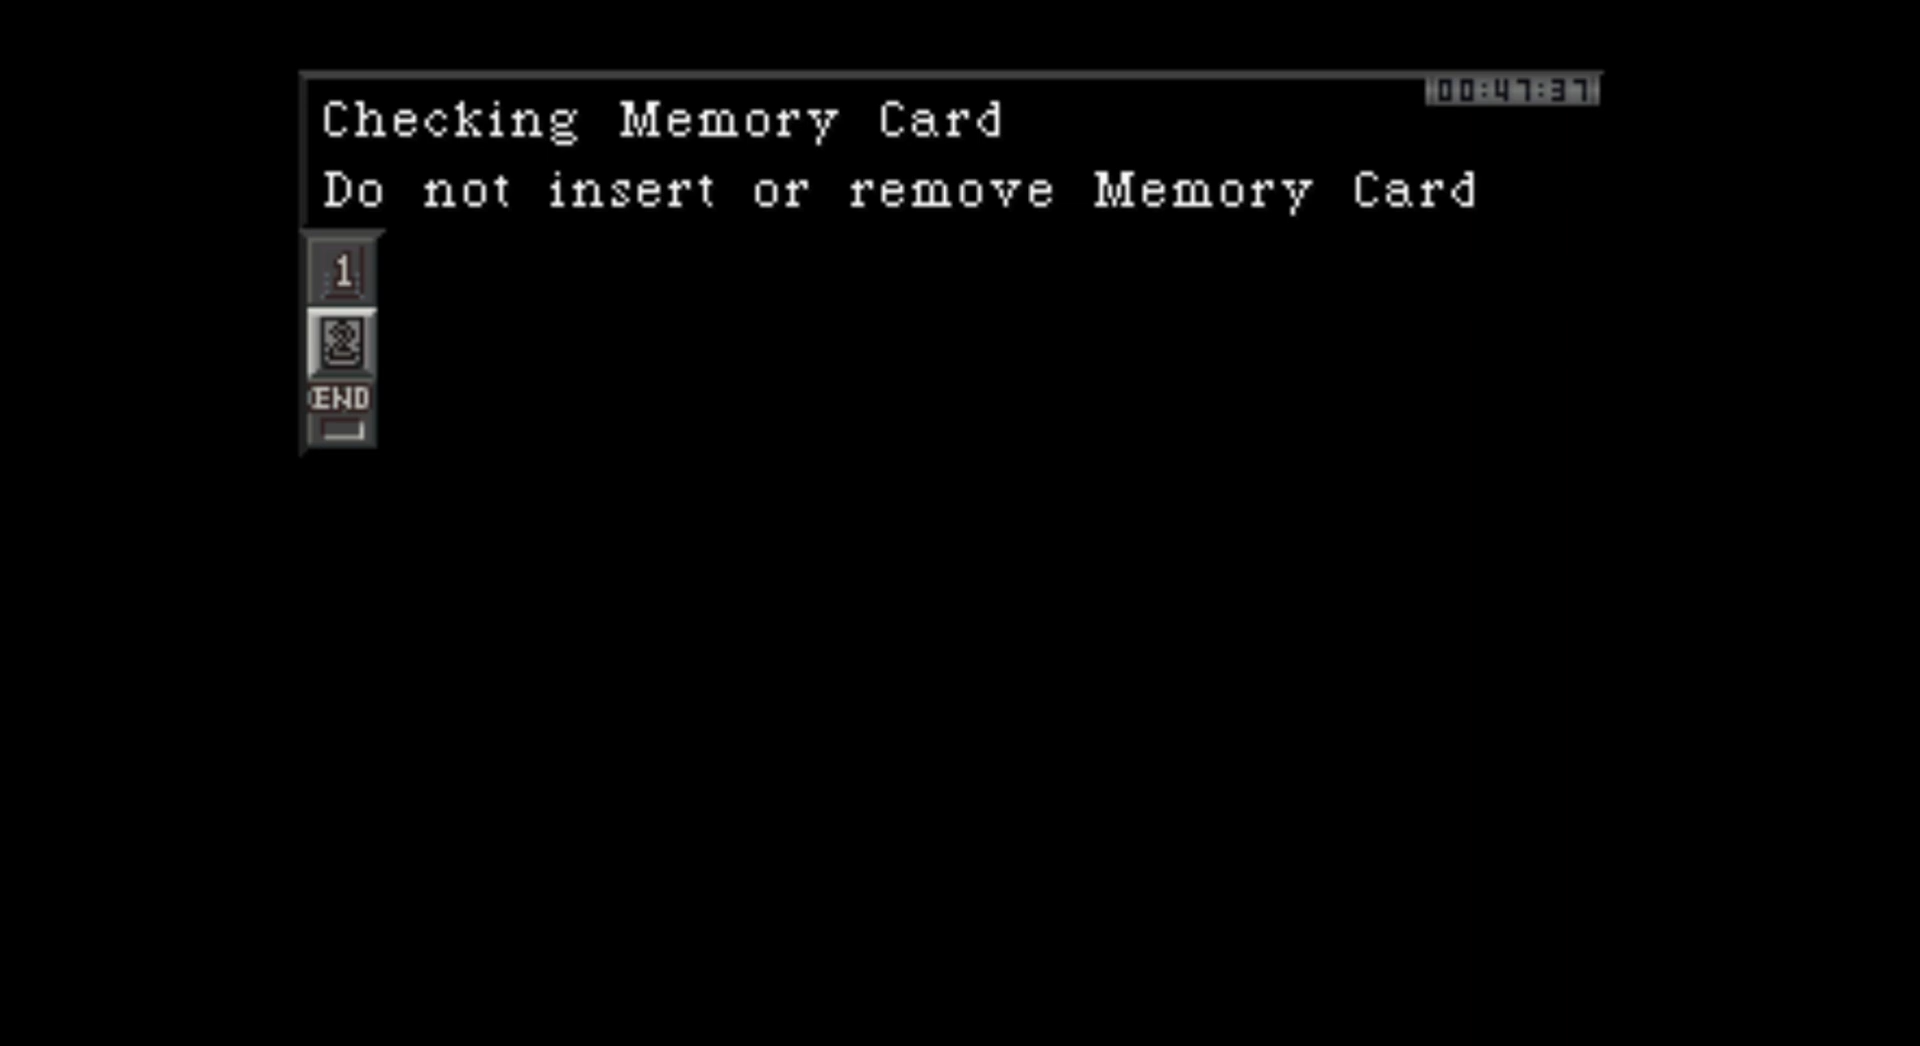 00:47:37
Checking Memory Card
Do not insert or remove Memory Card
1
2
END